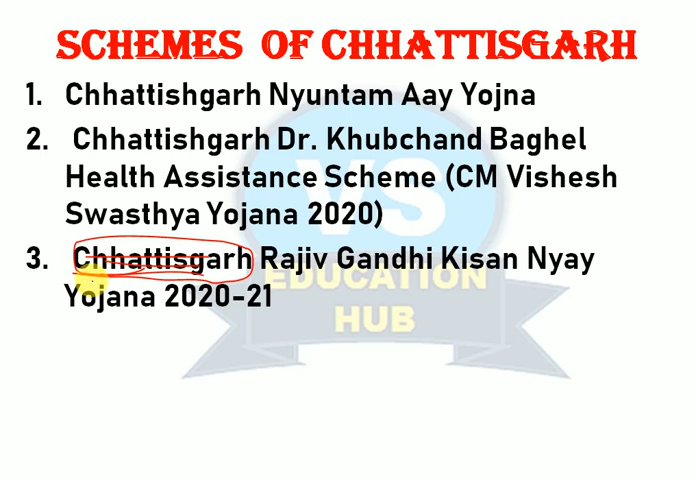 SCHEMES OF CHHATTISGARH
1. Chhattishgarh Nyuntam Aay Yojna
2. Chhattishgarh Dr. Khubchand Baghel
Health Assistance Scheme (CM Vishesh
Swasthya Yojana 2020)
3. Chhattisgarh Rajiv Gandhi Kisan Nyay
Yojana 2020-21
VS
EDUCATION
HUB